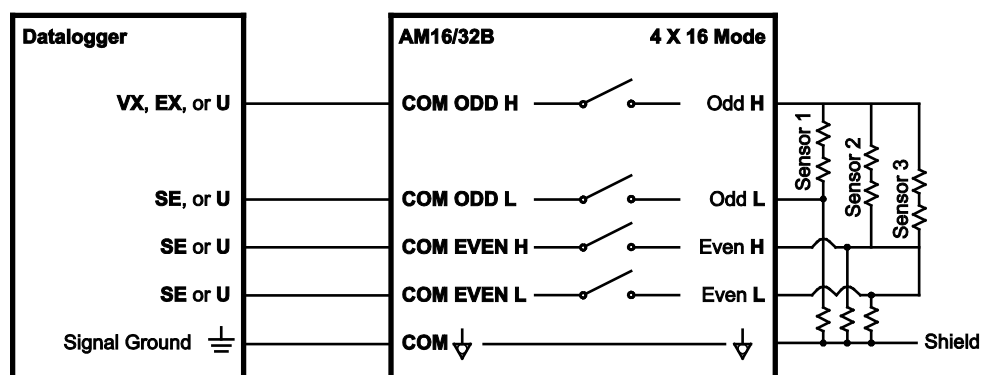 Datalogger
AM16/32B 4 X 16 Mode
VX, EX, or U
COM ODD H
Odd H
SE, or U
COM ODD L
Odd L
SE or U
COM EVEN H
Even H
SE or U
COM EVEN L
Even L
Signal Ground
COM
Sensor 1
Sensor 2
Sensor 3
Shield